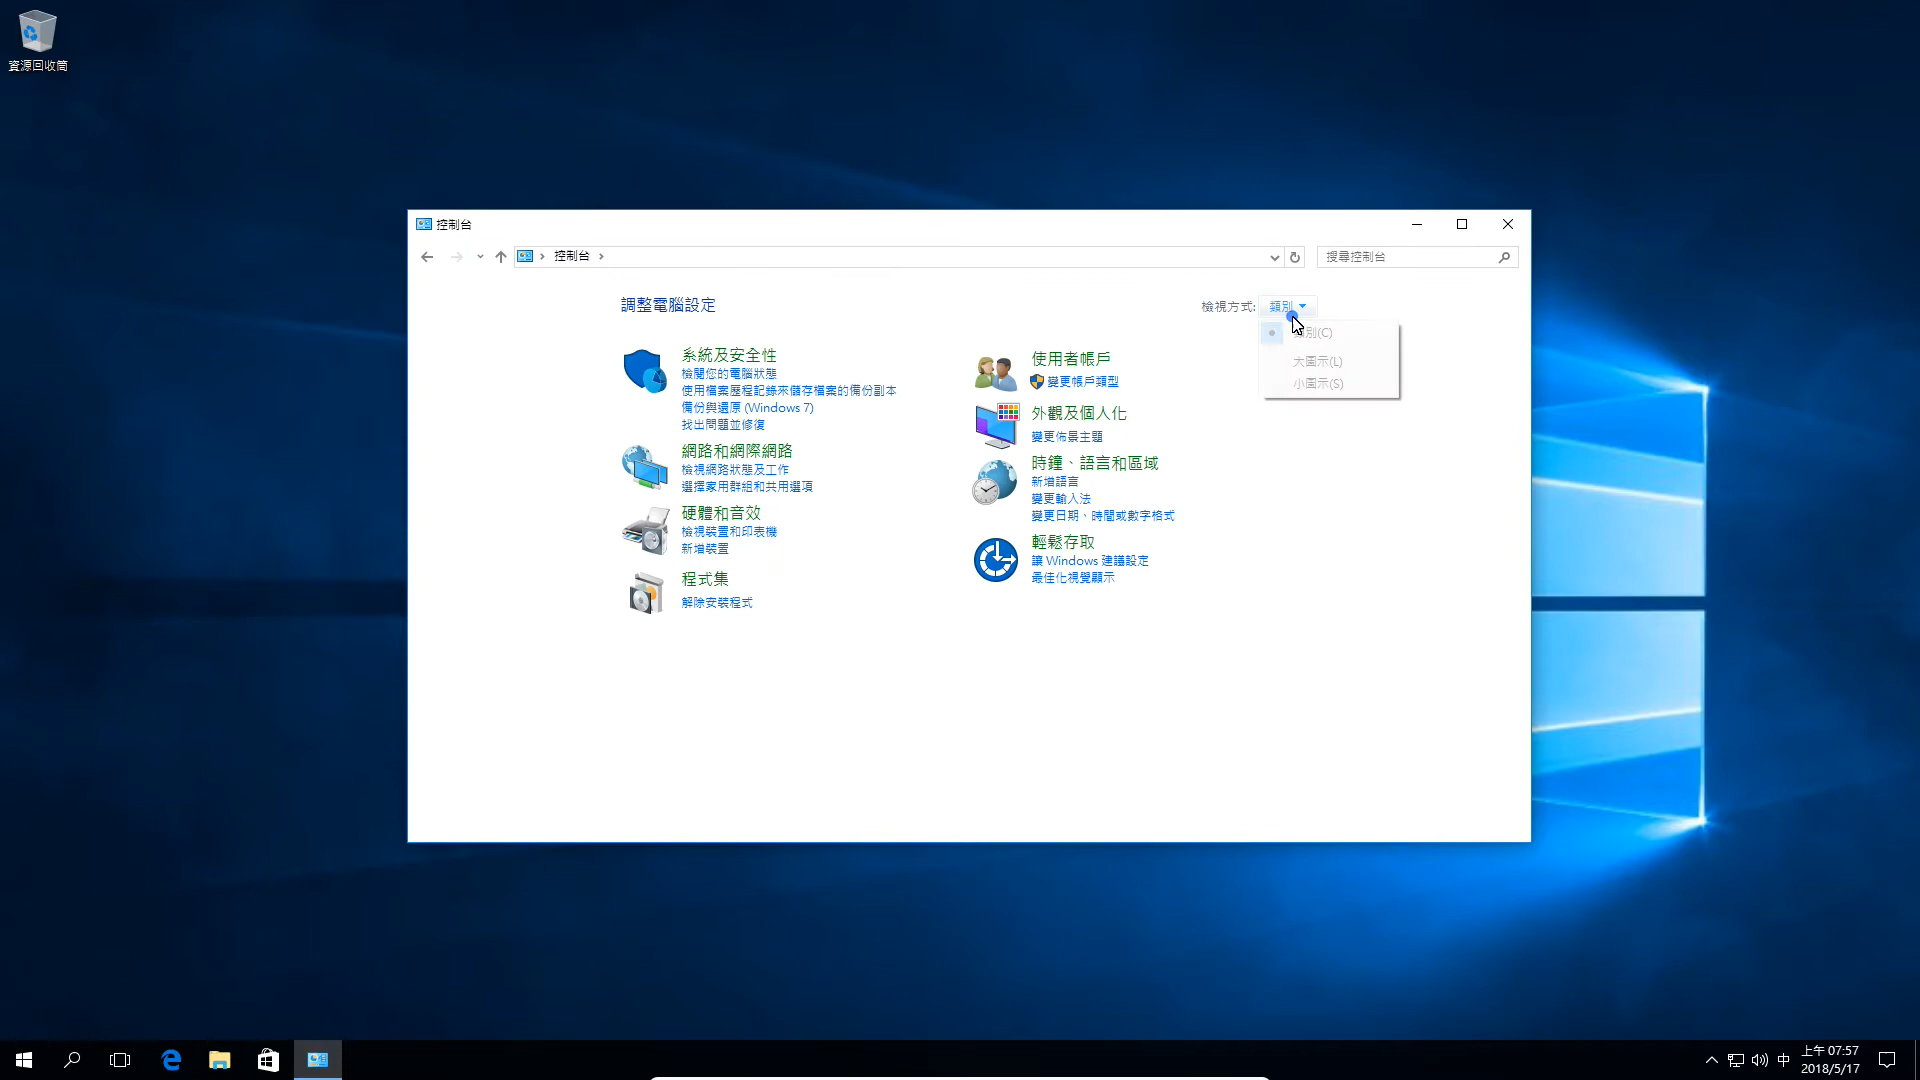 資源回收筒
控制台
控制台
搜尋控制台
調整電腦設定
檢視方式:
類別
類別(C)
大圖示(L)
小圖示(S)
系統及安全性
檢閱您的電腦狀態
使用檔案歷程記錄來儲存檔案的備份副本
備份與還原 (Windows 7)
找出問題並修復
網路和網際網路
檢視網路狀態及工作
選擇家用群組和共用選項
硬體和音效
檢視裝置和印表機
新增裝置
程式集
解除安裝程式
使用者帳戶
變更帳戶類型
外觀及個人化
變更佈景主題
時鐘、語言和區域
新增語言
變更輸入法
變更日期、時間或數字格式
輕鬆存取
讓 Windows 建議設定
最佳化視覺顯示
中
上午 07:57
2018/5/17